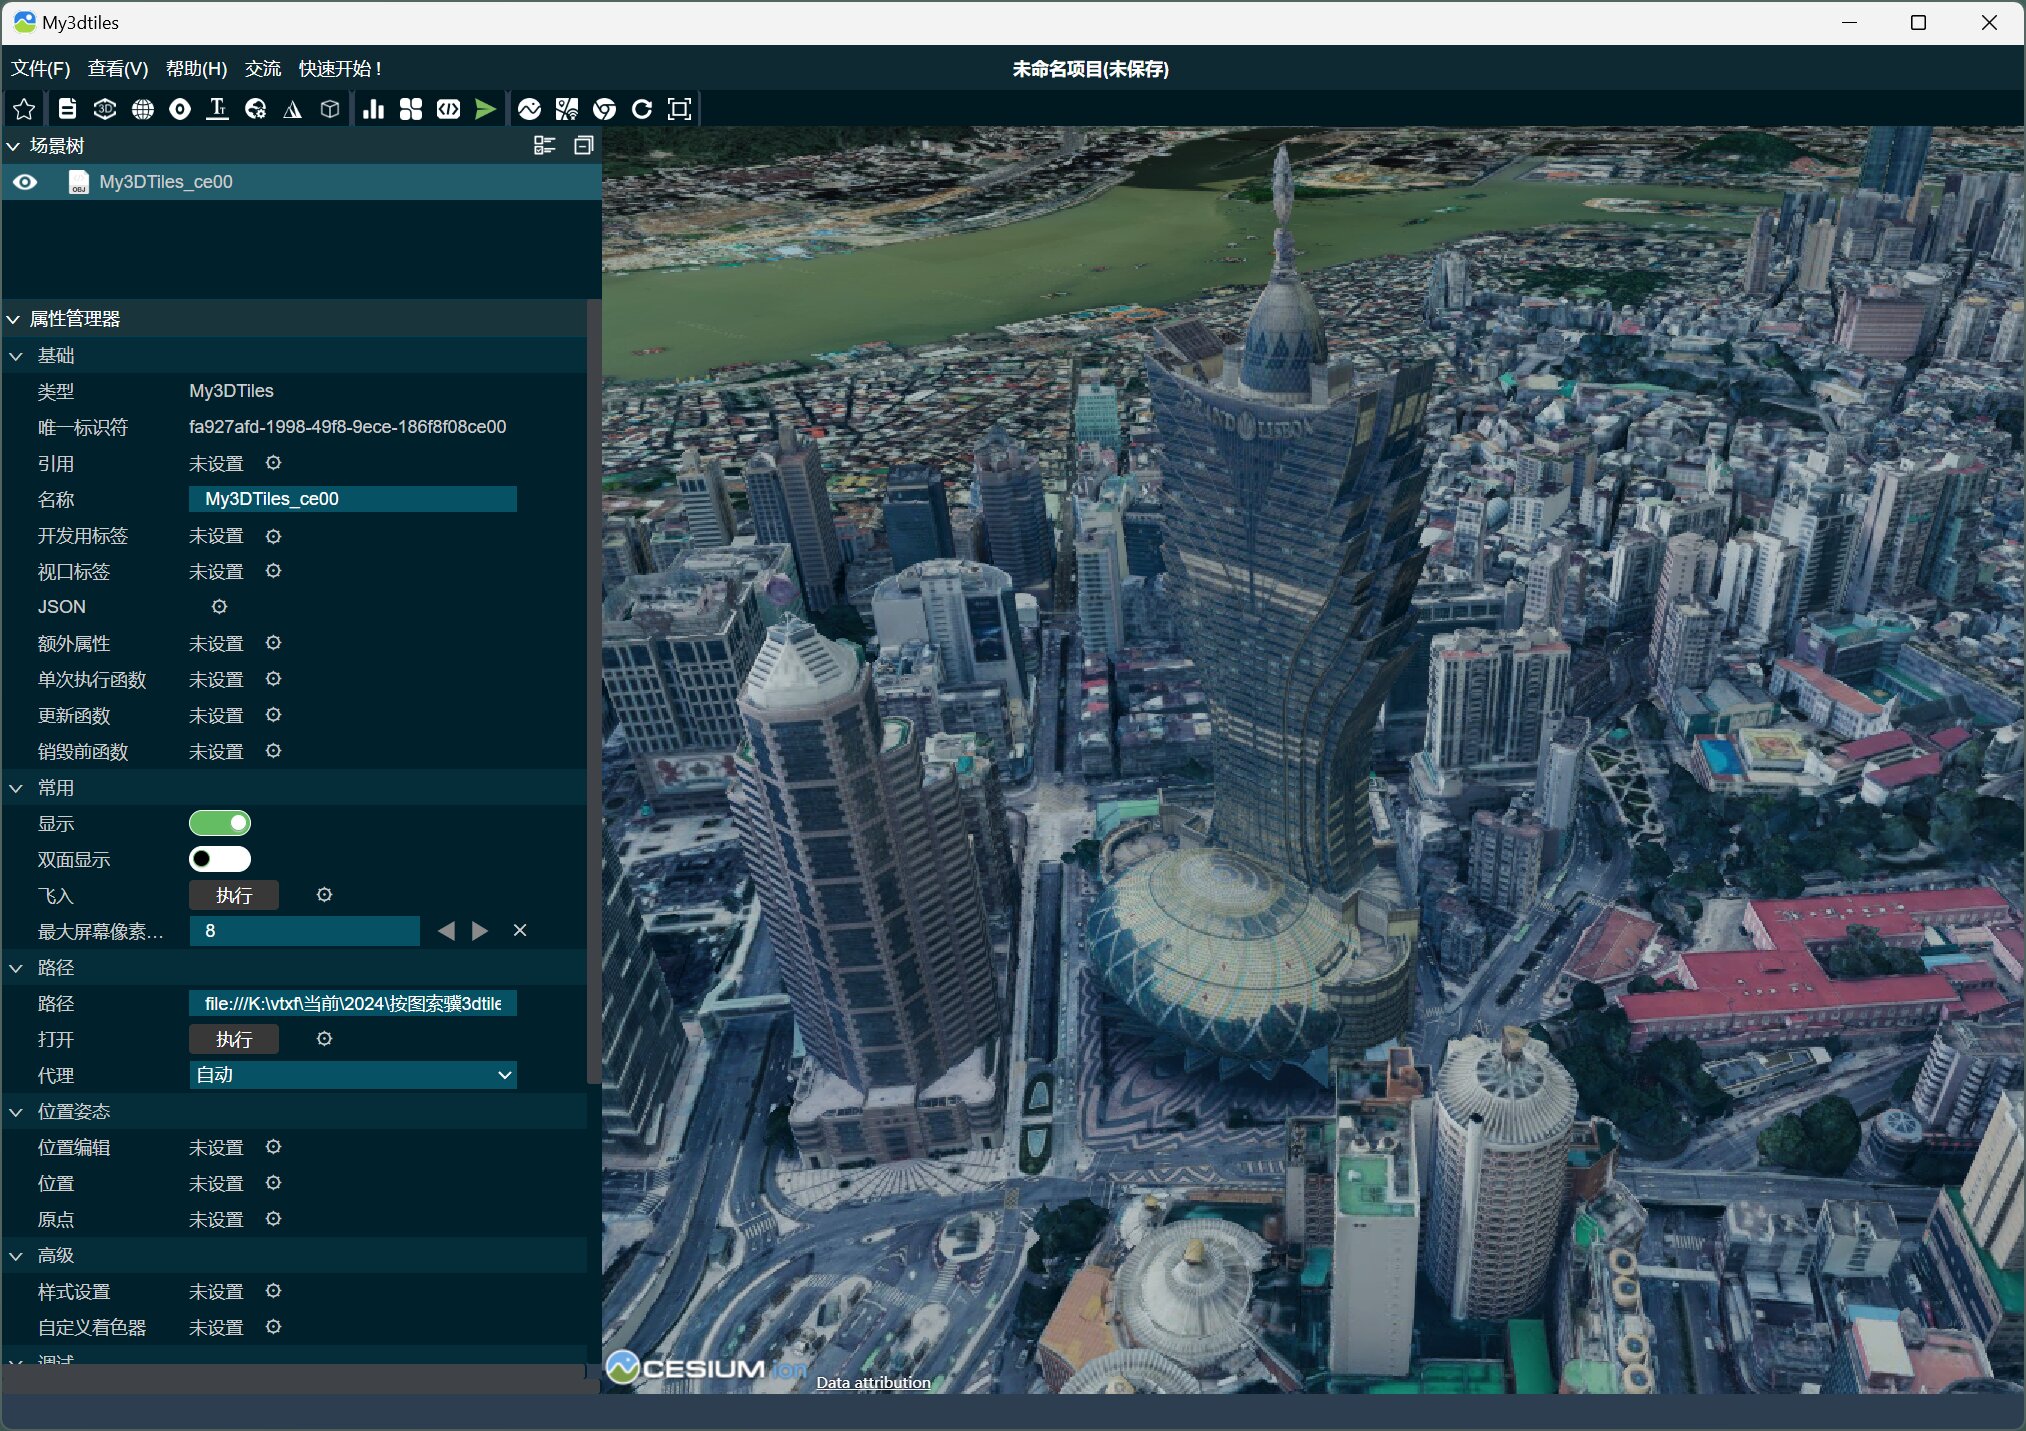 My3dtiles
文件(F) 查看(V) 帮助(H) 交流 快速开始！
未命名项目(未保存)
场景树
My3DTiles_ce00
属性管理器
基础
类型 My3DTiles
唯一标识符 fa927afd-1998-49f8-9ece-186f8f08ce00
引用 未设置
名称 My3DTiles_ce00
开发用标签 未设置
视口标签 未设置
JSON
额外属性 未设置
单次执行函数 未设置
更新函数 未设置
销毁前函数 未设置
常用
显示
双面显示
飞入 执行
最大屏幕像素... 8
路径
路径 file:///K:\vtxf\当前\2024\按图索骥3dtile
打开 执行
代理 自动
位置姿态
位置编辑 未设置
位置 未设置
原点 未设置
高级
样式设置 未设置
自定义着色器 未设置
调试
LISBOA
CESIUM ion
Data attribution